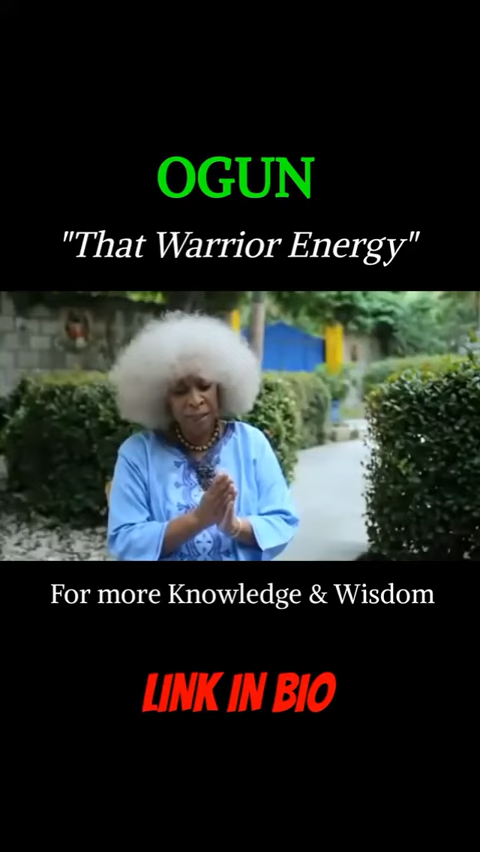 OGUN
"That Warrior Energy"
For more Knowledge & Wisdom
LINK IN BIO